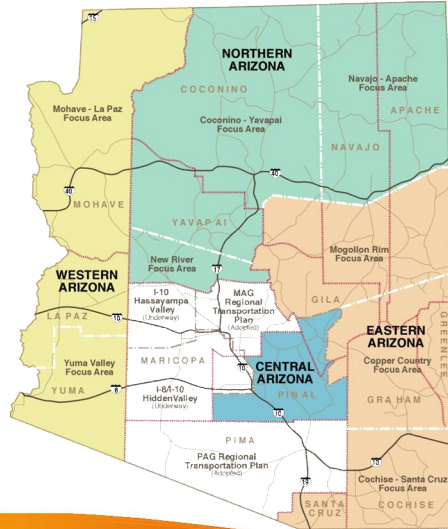 15
NORTHERN
ARIZONA
COCONINO
Navajo - Apache
Focus Area
APACHE
Mohave - La Paz
Focus Area
Coconino - Yavapai
Focus Area
NAVAJO
40
40
MOHAVE
YAVAPAI
Mogollon Rim
Focus Area
New River
Focus Area
17
WESTERN
ARIZONA
I-10
Hassayampa
Valley
(Underway)
MAG
Regional
Transportation
Plan
(Adopted)
GILA
LA PAZ
10
EASTERN
ARIZONA
GREENLEE
Yuma Valley
Focus Area
MARICOPA
10
CENTRAL
ARIZONA
Copper Country
Focus Area
YUMA
8
I-8/I-10
HiddenValley
(Underway)
PINAL
GRAHAM
10
PIMA
PAG Regional
Transportation Plan
(Adopted)
10
19
Cochise - Santa Cruz
Focus Area
SANTA
CRUZ
COCHISE